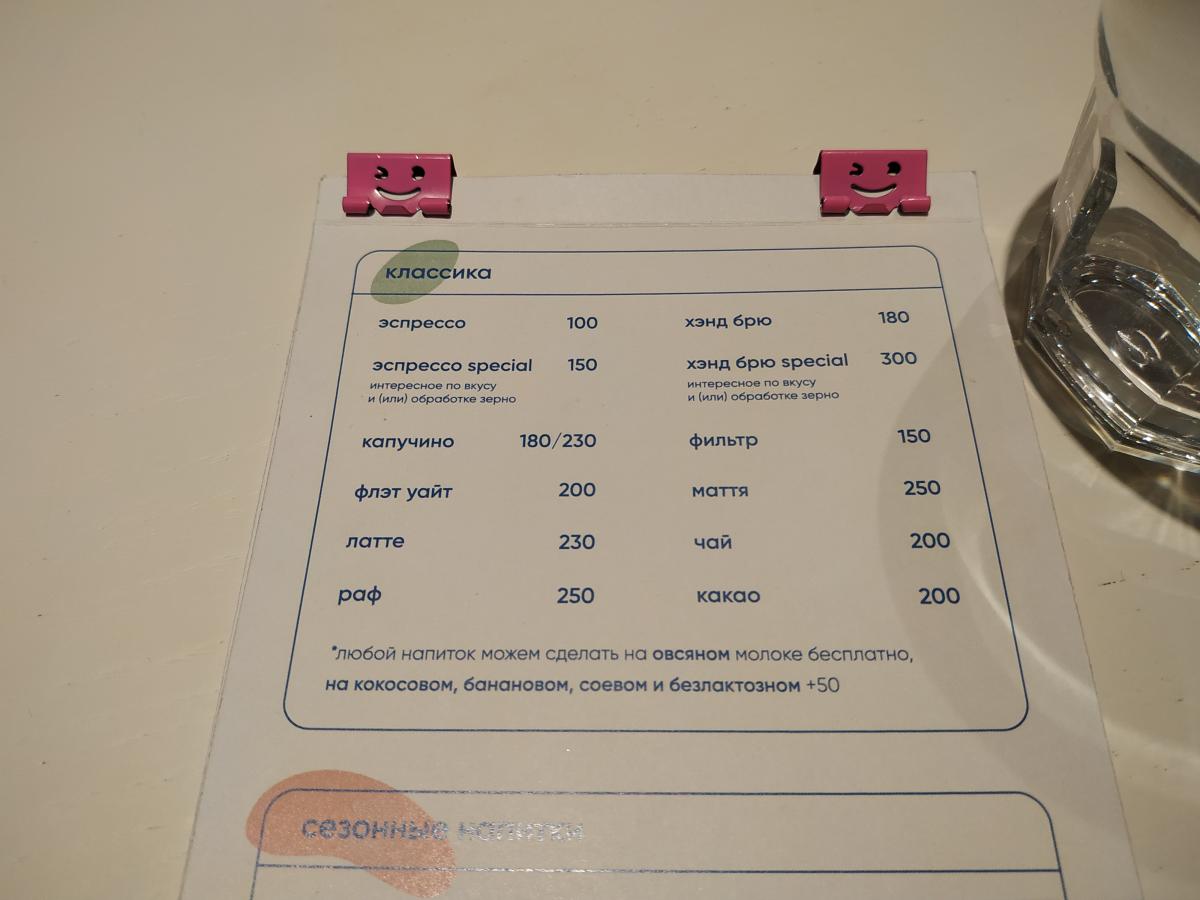 классика
эспрессо 100
эспрессо special 150
интересное по вкусу
и (или) обработке зерно
капучино 180/230
флэт уайт 200
латте 230
раф 250
хэнд брю 180
хэнд брю special 300
интересное по вкусу
и (или) обработке зерно
фильтр 150
маття 250
чай 200
какао 200
*любой напиток можем сделать на овсяном молоке бесплатно,
на кокосовом, банановом, соевом и безлактозном +50
сезонные напитки